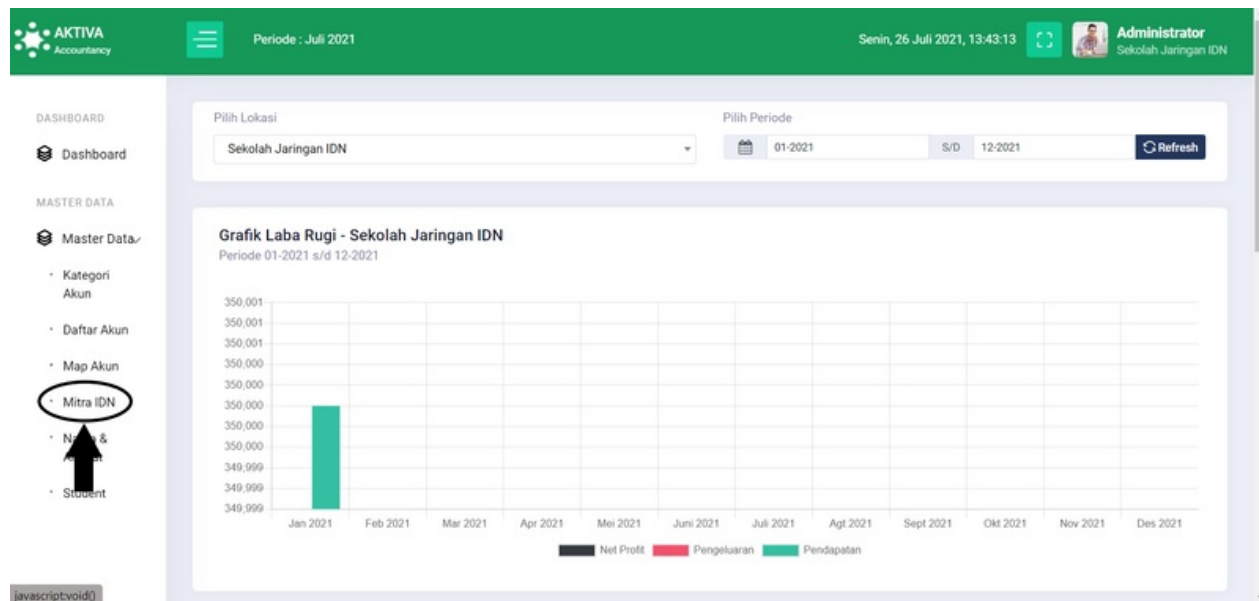 AKTIVA
Accountancy
Periode : Juli 2021
Senin, 26 Juli 2021, 13:43:13
Administrator
Sekolah Jaringan IDN
DASHBOARD
Dashboard
MASTER DATA
Master Data
Kategori
Akun
Daftar Akun
Map Akun
Mitra IDN
&
Student
Pilih Lokasi
Sekolah Jaringan IDN
Pilih Periode
01-2021 S/D 12-2021
Refresh
Grafik Laba Rugi - Sekolah Jaringan IDN
Periode 01-2021 s/d 12-2021
350,001
350,001
350,001
350,000
350,000
350,000
350,000
350,000
349,999
349,999
349,999
Jan 2021 Feb 2021 Mar 2021 Apr 2021 Mei 2021 Juni 2021 Juli 2021 Agt 2021 Sept 2021 Okt 2021 Nov 2021 Des 2021
Net Profit Pengeluaran Pendapatan
javascript:void()